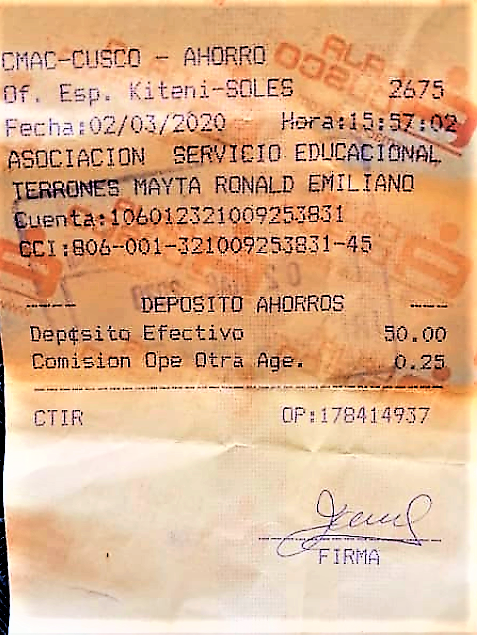 CMAC-CUSCO - AHORRO
Of. Esp. Kiteni-SOLES 2675
Fecha:02/03/2020 Hora:15:57:02
ASOCIACION SERVICIO EDUCACIONAL
TERRONES MAYTA RONALD EMILIANO
Cuenta:106012321009253831
CCI:806-001-321009253831-45
----- DEPOSITO AHORROS ----
Depósito Efectivo 50.00
Comision Ope Otra Age. 0.25
CTIR OP:178414937
FIRMA